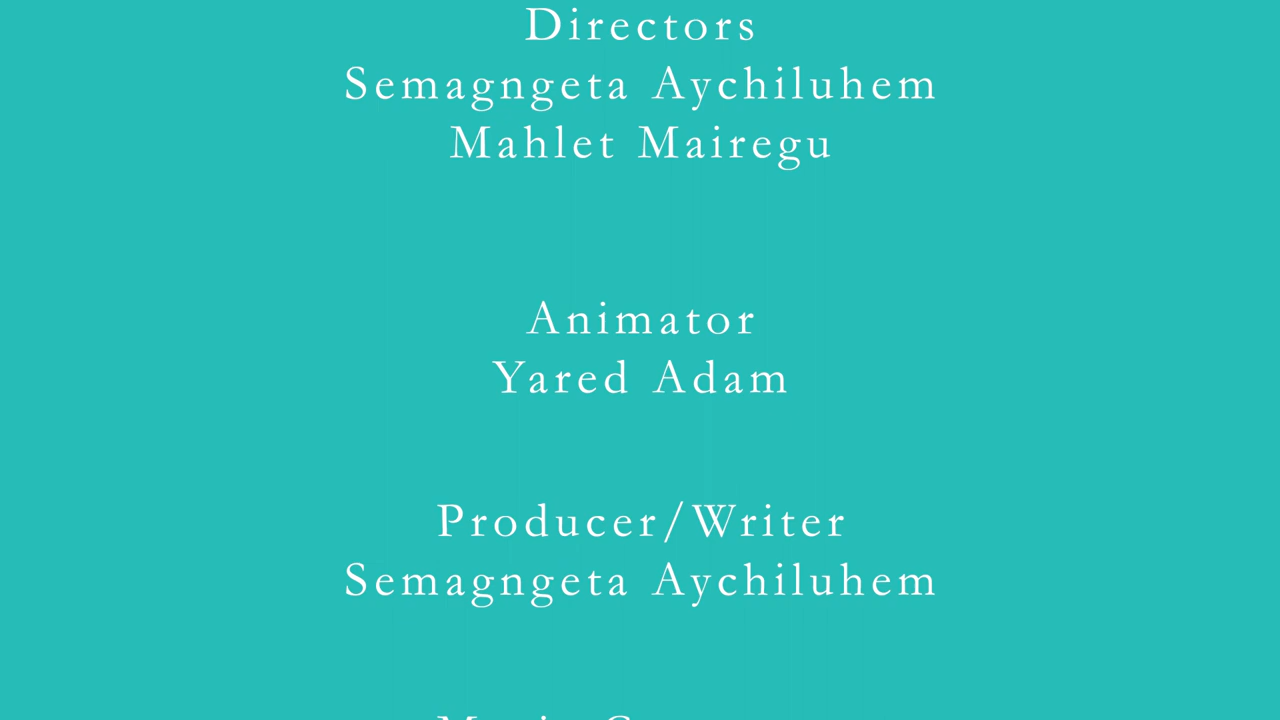 Directors
Semagngeta Aychiluhem
Mahlet Mairegu
Animator
Yared Adam
Producer/Writer
Semagngeta Aychiluhem